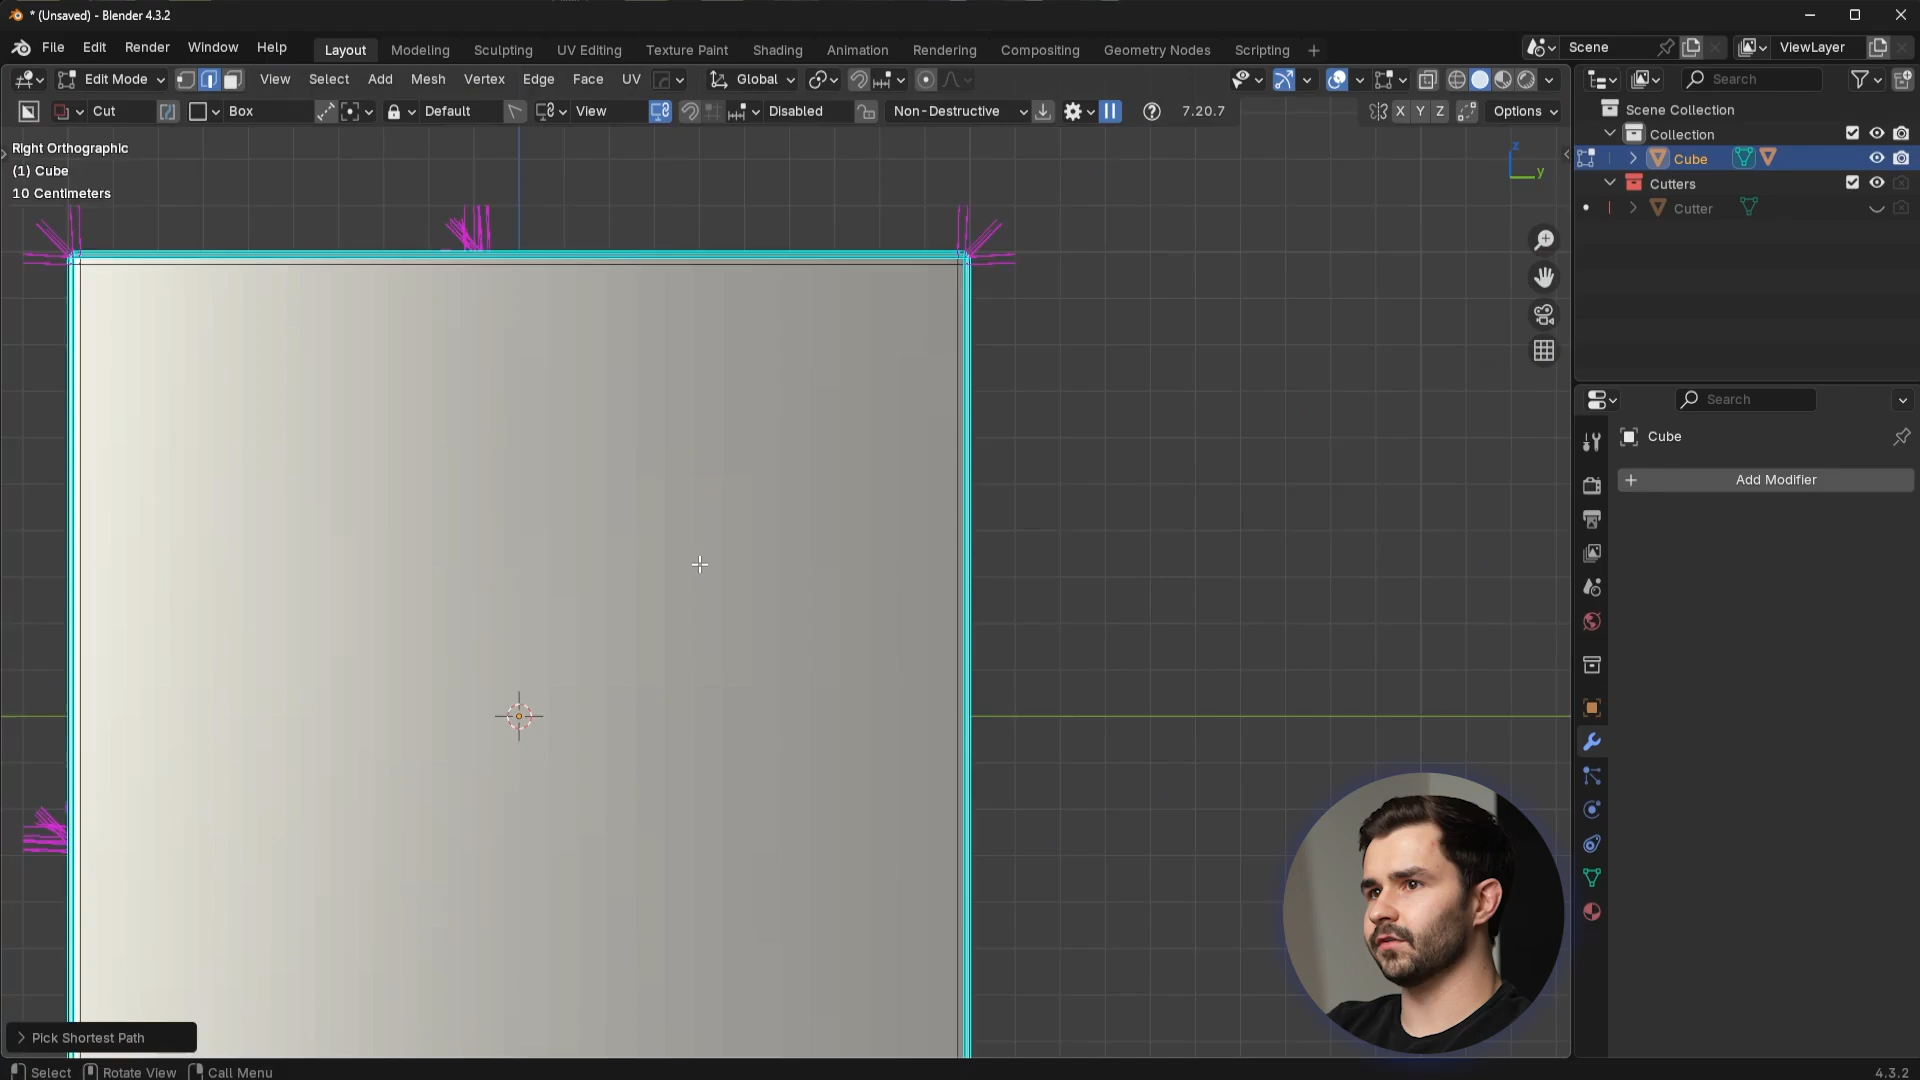 * (Unsaved) - Blender 4.3.2
File Edit Render Window Help
Layout Modeling Sculpting UV Editing Texture Paint Shading Animation Rendering Compositing Geometry Nodes Scripting +
Scene
ViewLayer
Edit Mode View Select Add Mesh Vertex Edge Face UV
Global
Search
Cut Box Default View Disabled Non-Destructive 7.20.7 X Y Z Options
Right Orthographic
(1) Cube
10 Centimeters
z
y
Scene Collection
Collection
Cube
Cutters
Cutter
Search
Cube
+ Add Modifier
Pick Shortest Path
Select Rotate View Call Menu
4.3.2